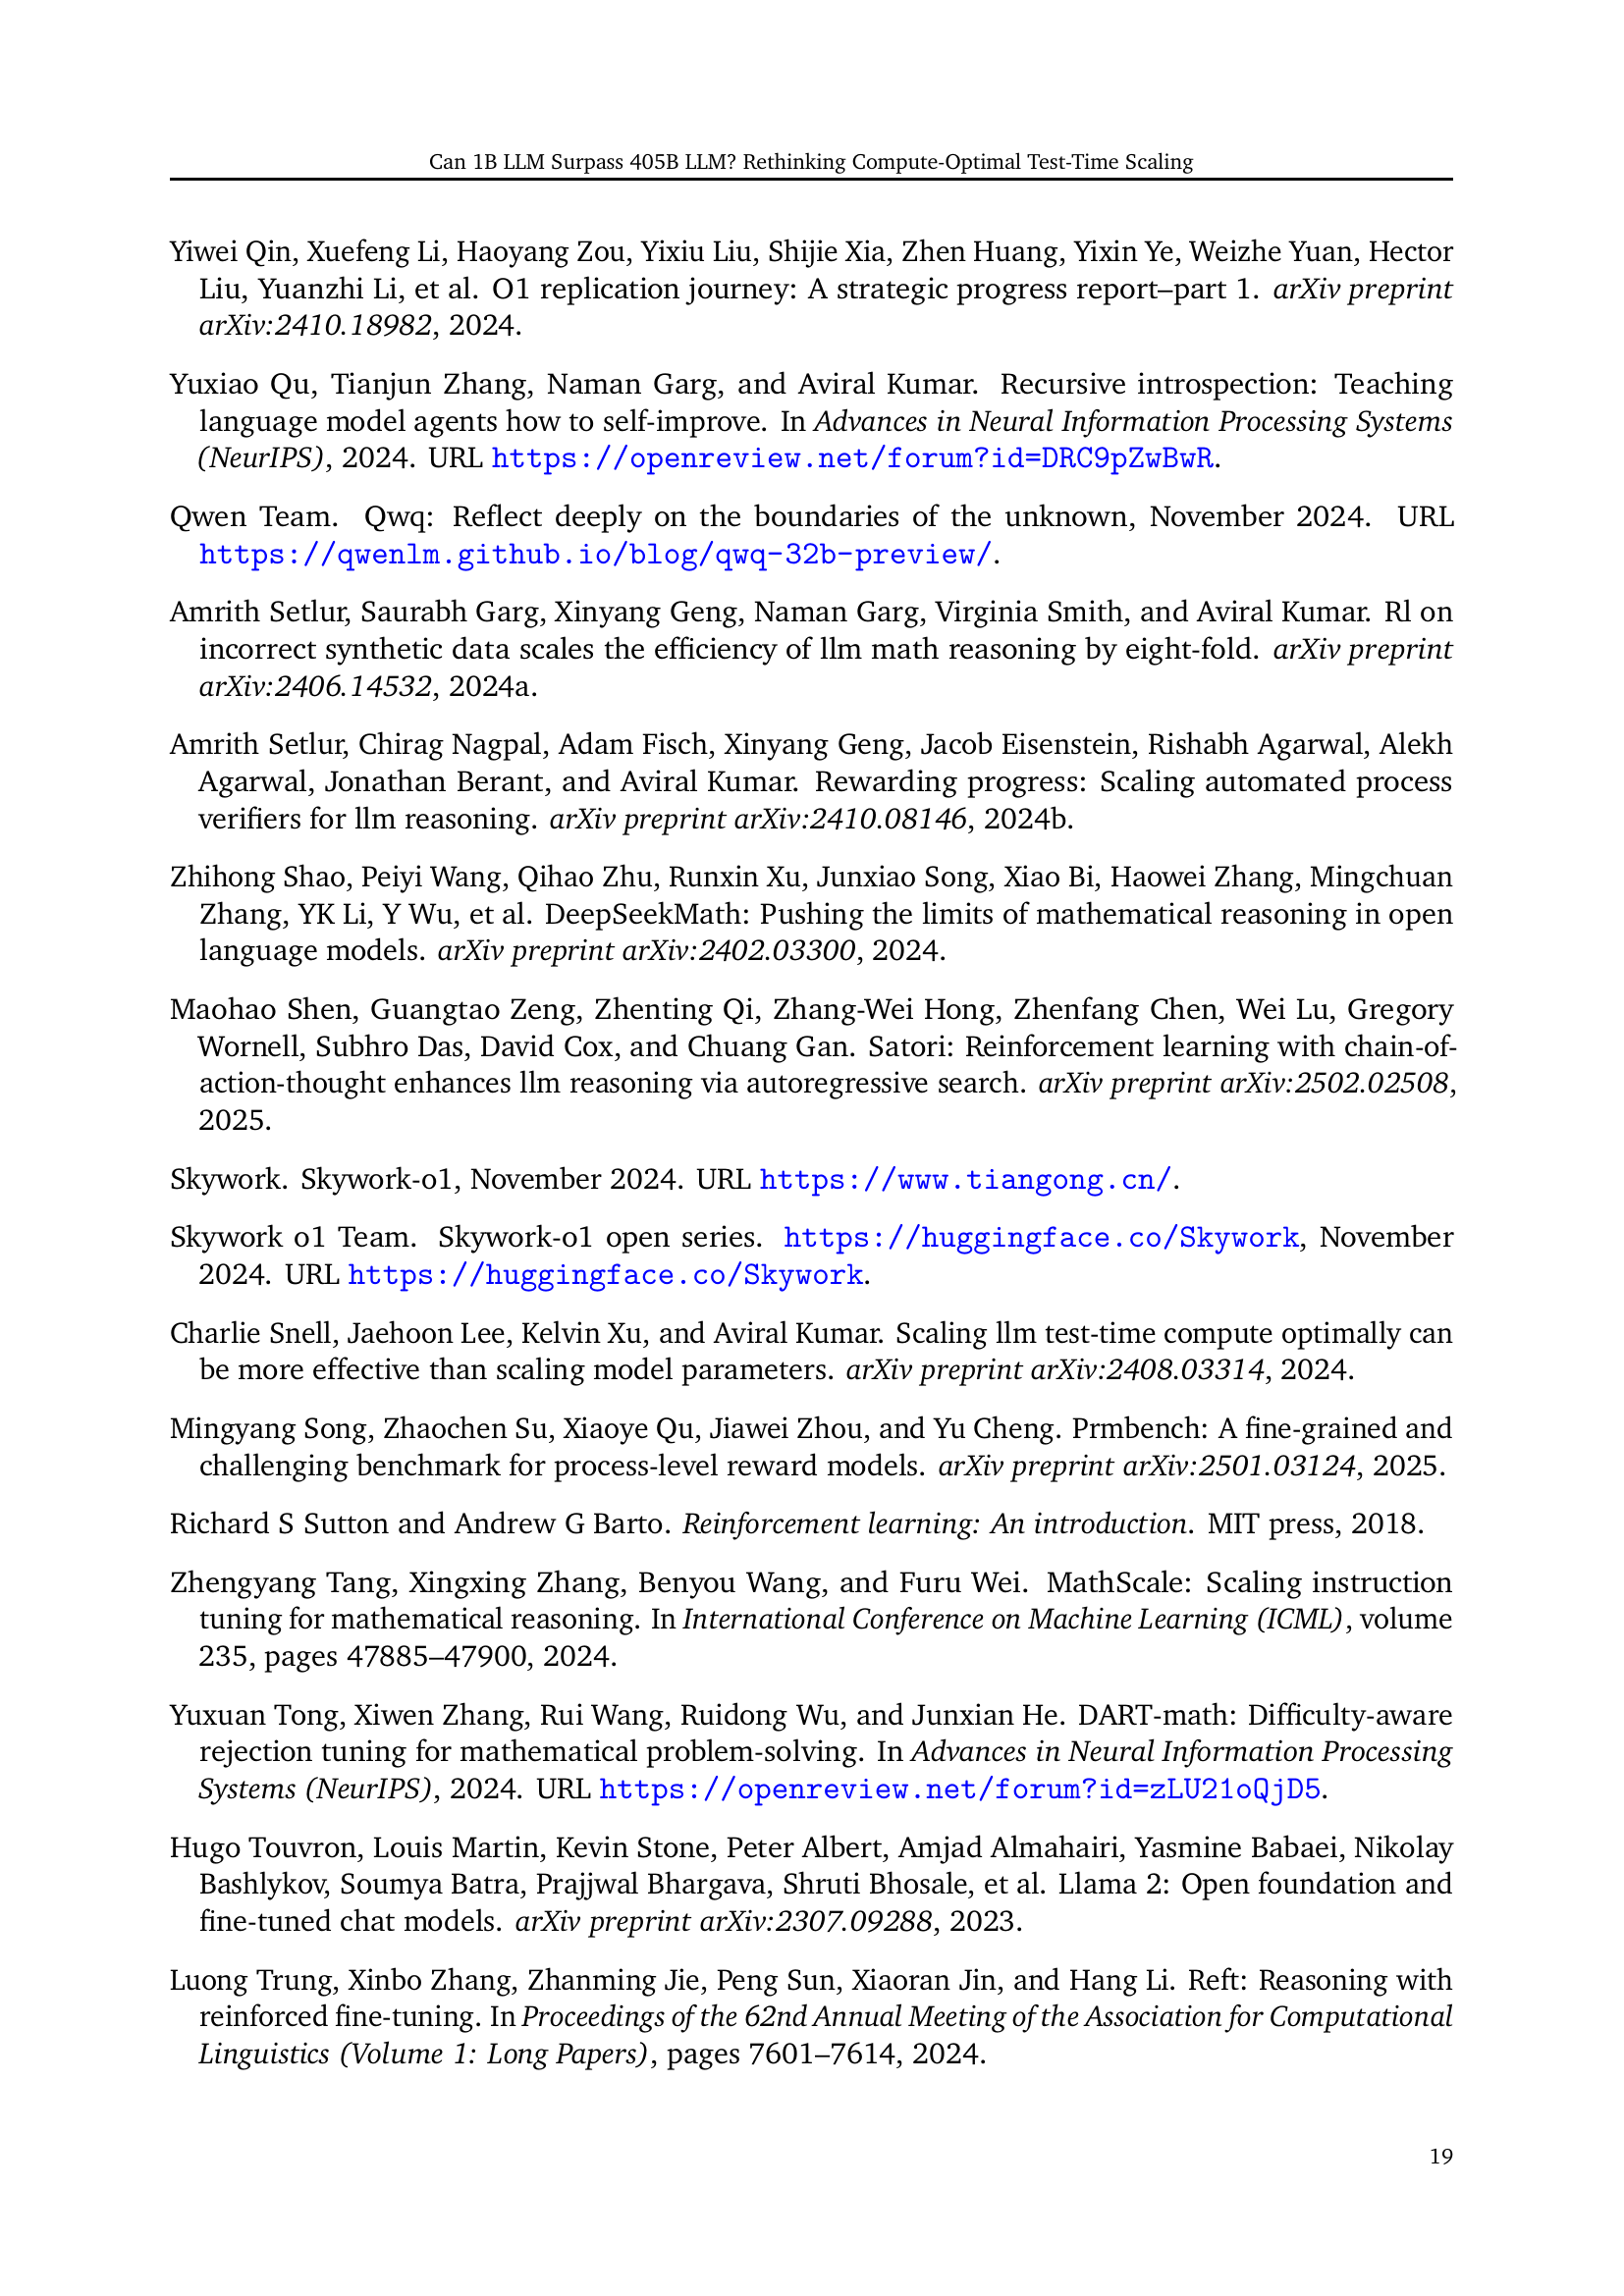 Can 1B LLM Surpass 405B LLM? Rethinking Compute-Optimal Test-Time Scaling
Yiwei Qin, Xuefeng Li, Haoyang Zou, Yixiu Liu, Shijie Xia, Zhen Huang, Yixin Ye, Weizhe Yuan, Hector
Liu, Yuanzhi Li, et al. O1 replication journey: A strategic progress report–part 1. arXiv preprint
arXiv:2410.18982, 2024.
Yuxiao Qu, Tianjun Zhang, Naman Garg, and Aviral Kumar. Recursive introspection: Teaching
language model agents how to self-improve. In Advances in Neural Information Processing Systems
(NeurIPS), 2024. URL https://openreview.net/forum?id=DRC9pZwBwR.
Qwen Team. Qwq: Reflect deeply on the boundaries of the unknown, November 2024. URL
https://qwenlm.github.io/blog/qwq-32b-preview/.
Amrith Setlur, Saurabh Garg, Xinyang Geng, Naman Garg, Virginia Smith, and Aviral Kumar. Rl on
incorrect synthetic data scales the efficiency of llm math reasoning by eight-fold. arXiv preprint
arXiv:2406.14532, 2024a.
Amrith Setlur, Chirag Nagpal, Adam Fisch, Xinyang Geng, Jacob Eisenstein, Rishabh Agarwal, Alekh
Agarwal, Jonathan Berant, and Aviral Kumar. Rewarding progress: Scaling automated process
verifiers for llm reasoning. arXiv preprint arXiv:2410.08146, 2024b.
Zhihong Shao, Peiyi Wang, Qihao Zhu, Runxin Xu, Junxiao Song, Xiao Bi, Haowei Zhang, Mingchuan
Zhang, YK Li, Y Wu, et al. DeepSeekMath: Pushing the limits of mathematical reasoning in open
language models. arXiv preprint arXiv:2402.03300, 2024.
Maohao Shen, Guangtao Zeng, Zhenting Qi, Zhang-Wei Hong, Zhenfang Chen, Wei Lu, Gregory
Wornell, Subhro Das, David Cox, and Chuang Gan. Satori: Reinforcement learning with chain-of-
action-thought enhances llm reasoning via autoregressive search. arXiv preprint arXiv:2502.02508,
2025.
Skywork. Skywork-o1, November 2024. URL https://www.tiangong.cn/.
Skywork o1 Team. Skywork-o1 open series. https://huggingface.co/Skywork, November
2024. URL https://huggingface.co/Skywork.
Charlie Snell, Jaehoon Lee, Kelvin Xu, and Aviral Kumar. Scaling llm test-time compute optimally can
be more effective than scaling model parameters. arXiv preprint arXiv:2408.03314, 2024.
Mingyang Song, Zhaochen Su, Xiaoye Qu, Jiawei Zhou, and Yu Cheng. Prmbench: A fine-grained and
challenging benchmark for process-level reward models. arXiv preprint arXiv:2501.03124, 2025.
Richard S Sutton and Andrew G Barto. Reinforcement learning: An introduction. MIT press, 2018.
Zhengyang Tang, Xingxing Zhang, Benyou Wang, and Furu Wei. MathScale: Scaling instruction
tuning for mathematical reasoning. In International Conference on Machine Learning (ICML), volume
235, pages 47885–47900, 2024.
Yuxuan Tong, Xiwen Zhang, Rui Wang, Ruidong Wu, and Junxian He. DART-math: Difficulty-aware
rejection tuning for mathematical problem-solving. In Advances in Neural Information Processing
Systems (NeurIPS), 2024. URL https://openreview.net/forum?id=zLU21oQjD5.
Hugo Touvron, Louis Martin, Kevin Stone, Peter Albert, Amjad Almahairi, Yasmine Babaei, Nikolay
Bashlykov, Soumya Batra, Prajjwal Bhargava, Shruti Bhosale, et al. Llama 2: Open foundation and
fine-tuned chat models. arXiv preprint arXiv:2307.09288, 2023.
Luong Trung, Xinbo Zhang, Zhanming Jie, Peng Sun, Xiaoran Jin, and Hang Li. Reft: Reasoning with
reinforced fine-tuning. In Proceedings of the 62nd Annual Meeting of the Association for Computational
Linguistics (Volume 1: Long Papers), pages 7601–7614, 2024.
19